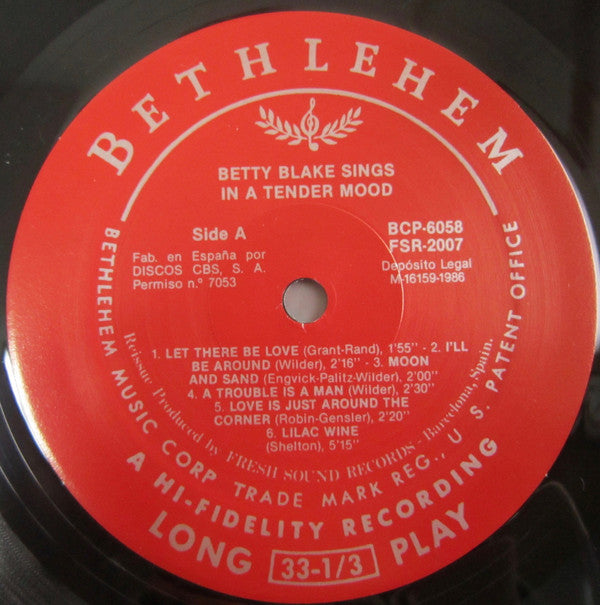 BETHLEHEM
BETTY BLAKE SINGS
IN A TENDER MOOD
Side A
Fab. en España por
DISCOS CBS, S. A.
Permiso n.º 7053
BCP-6058
FSR-2007
Depósito Legal
M-16159-1986
1. LET THERE BE LOVE (Grant-Rand), 1'55" - 2. I'LL
BE AROUND (Wilder), 2'16" - 3. MOON
AND SAND (Engvick-Palitz-Wilder), 2'00"
4. A TROUBLE IS A MAN (Wilder), 2'30"
5. LOVE IS JUST AROUND THE
CORNER (Robin-Gensler), 2'20"
6. LILAC WINE
(Shelton), 5'15"
Reissue Produced by FRESH SOUND RECORDS - Barcelona, Spain.
BETHLEHEM MUSIC CORP TRADE MARK REG., U. S. PATENT OFFICE
A HI-FIDELITY RECORDING
LONG 33-1/3 PLAY